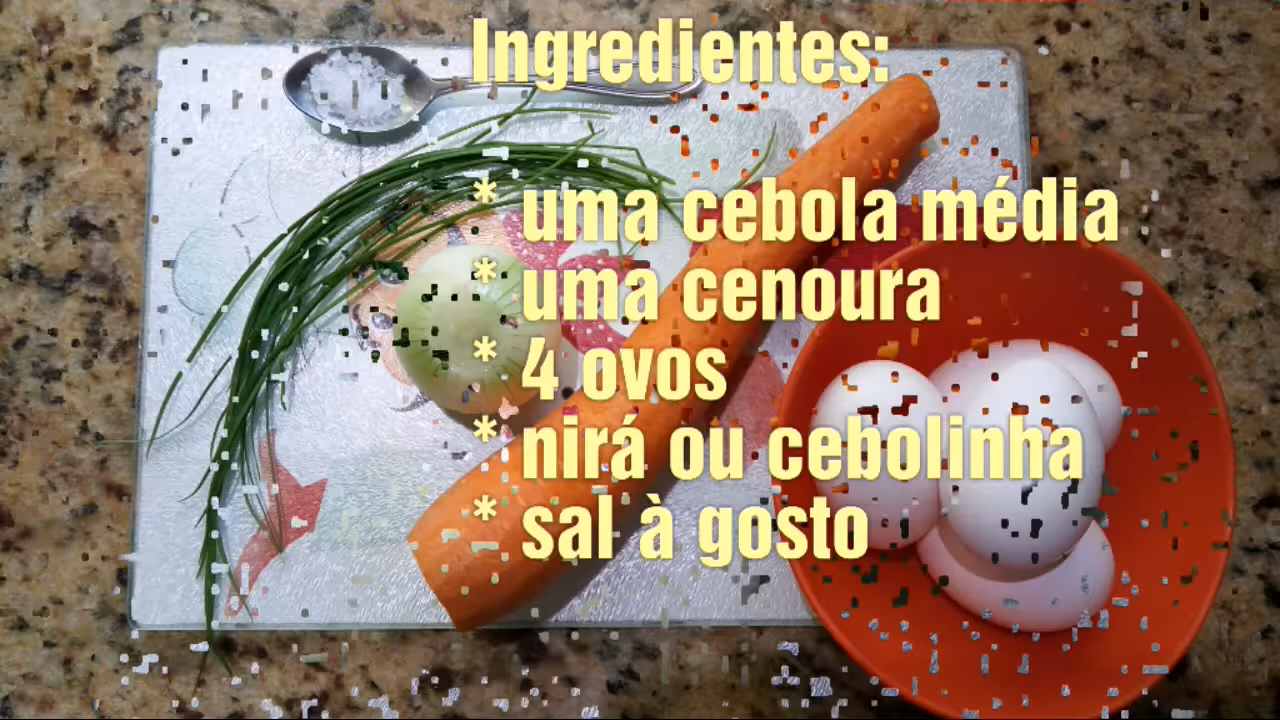 Ingredientes:
* uma cebola média
* uma cenoura
* 4 ovos
* nirá ou cebolinha
* sal à gosto